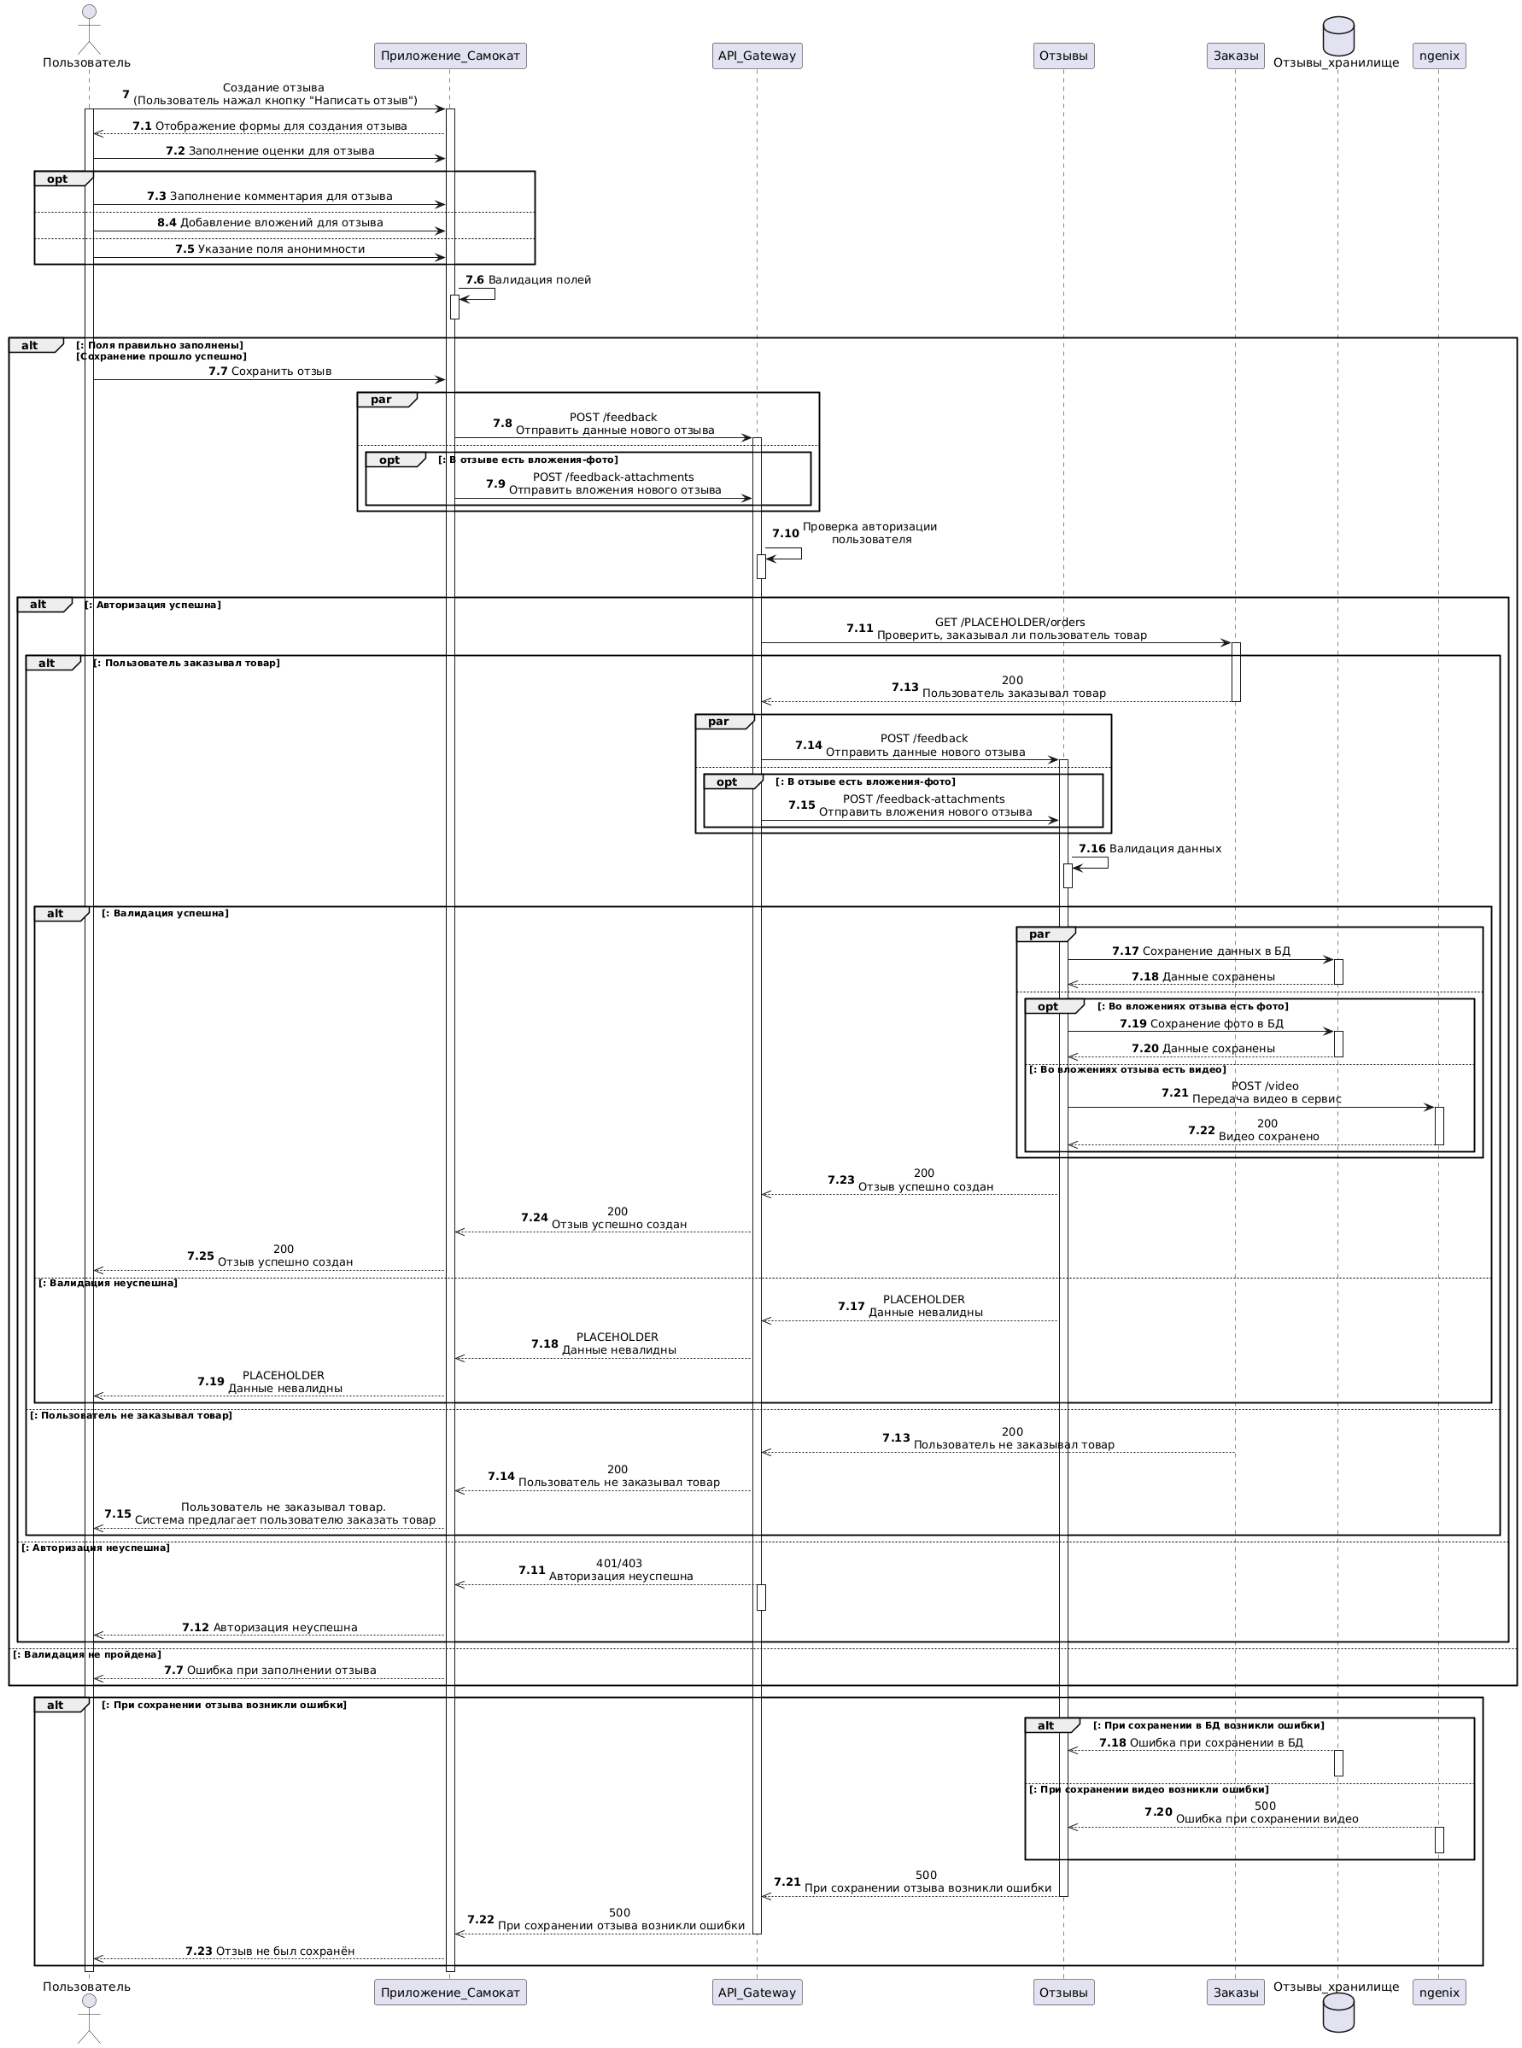 Пользователь
Приложение_Самокат
API_Gateway
Отзывы
Заказы
Отзывы_хранилище
ngenix
Создание отзыва
7 (Пользователь нажал кнопку "Написать отзыв")
7.1 Отображение формы для создания отзыва
7.2 Заполнение оценки для отзыва
opt
7.3 Заполнение комментария для отзыва
8.4 Добавление вложений для отзыва
7.5 Указание поля анонимности
7.6 Валидация полей
alt [: Поля правильно заполнены]
[Сохранение прошло успешно]
7.7 Сохранить отзыв
par
POST /feedback
7.8 Отправить данные нового отзыва
opt [: В отзыве есть вложения-фото]
POST /feedback-attachments
7.9 Отправить вложения нового отзыва
7.10 Проверка авторизации
пользователя
alt [: Авторизация успешна]
GET /PLACEHOLDER/orders
7.11 Проверить, заказывал ли пользователь товар
alt [: Пользователь заказывал товар]
200
7.13 Пользователь заказывал товар
par
POST /feedback
7.14 Отправить данные нового отзыва
opt [: В отзыве есть вложения-фото]
POST /feedback-attachments
7.15 Отправить вложения нового отзыва
7.16 Валидация данных
alt [: Валидация успешна]
par
7.17 Сохранение данных в БД
7.18 Данные сохранены
opt [: Во вложениях отзыва есть фото]
7.19 Сохранение фото в БД
7.20 Данные сохранены
[: Во вложениях отзыва есть видео]
POST /video
7.21 Передача видео в сервис
200
7.22 Видео сохранено
200
7.23 Отзыв успешно создан
200
7.24 Отзыв успешно создан
200
7.25 Отзыв успешно создан
[: Валидация неуспешна]
PLACEHOLDER
7.17 Данные невалидны
PLACEHOLDER
7.18 Данные невалидны
PLACEHOLDER
7.19 Данные невалидны
[: Пользователь не заказывал товар]
200
7.13 Пользователь не заказывал товар
200
7.14 Пользователь не заказывал товар
Пользователь не заказывал товар.
7.15 Система предлагает пользователю заказать товар
[: Авторизация неуспешна]
401/403
7.11 Авторизация неуспешна
7.12 Авторизация неуспешна
[: Валидация не пройдена]
7.7 Ошибка при заполнении отзыва
alt [: При сохранении отзыва возникли ошибки]
alt [: При сохранении в БД возникли ошибки]
7.18 Ошибка при сохранении в БД
[: При сохранении видео возникли ошибки]
500
7.20 Ошибка при сохранении видео
500
7.21 При сохранении отзыва возникли ошибки
500
7.22 При сохранении отзыва возникли ошибки
7.23 Отзыв не был сохранён
Пользователь
Приложение_Самокат
API_Gateway
Отзывы
Заказы
Отзывы_хранилище
ngenix